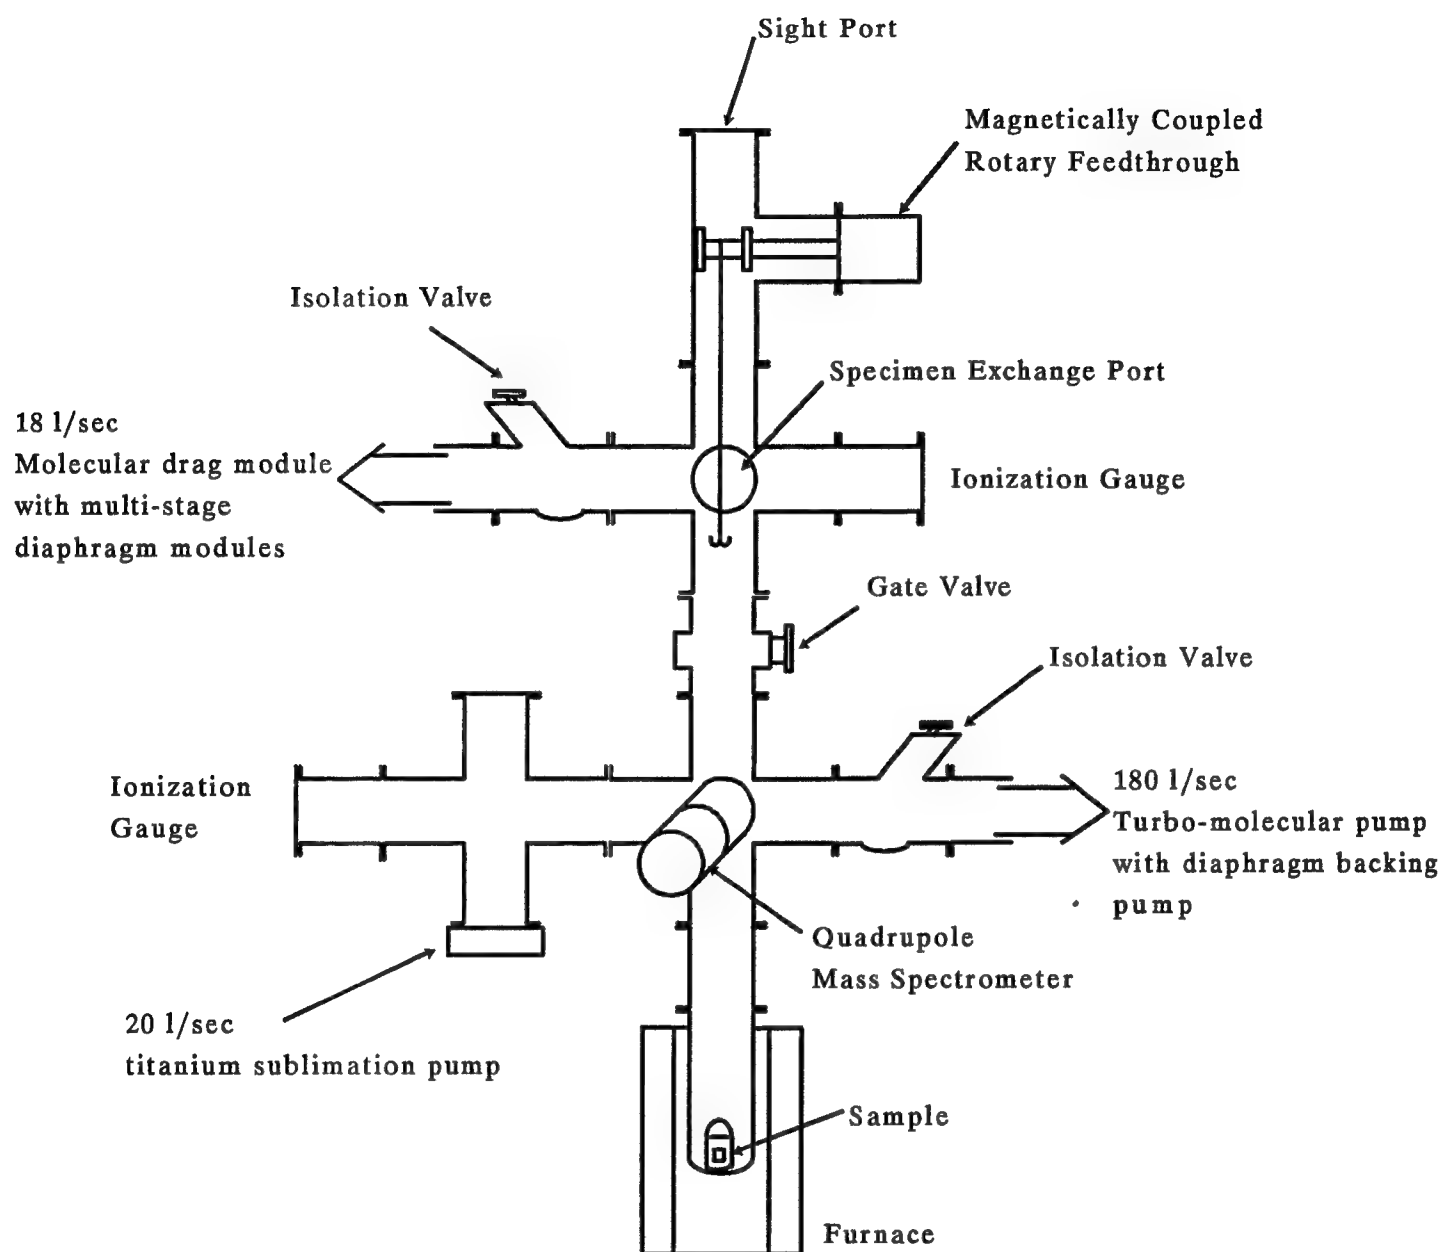 Sight Port
Magnetically Coupled
Rotary Feedthrough
Isolation Valve
Specimen Exchange Port
18 l/sec
Molecular drag module
with multi-stage
diaphragm modules
Ionization Gauge
Gate Valve
Isolation Valve
Ionization
Gauge
180 l/sec
Turbo-molecular pump
with diaphragm backing
pump
Quadrupole
Mass Spectrometer
20 l/sec
titanium sublimation pump
Sample
Furnace